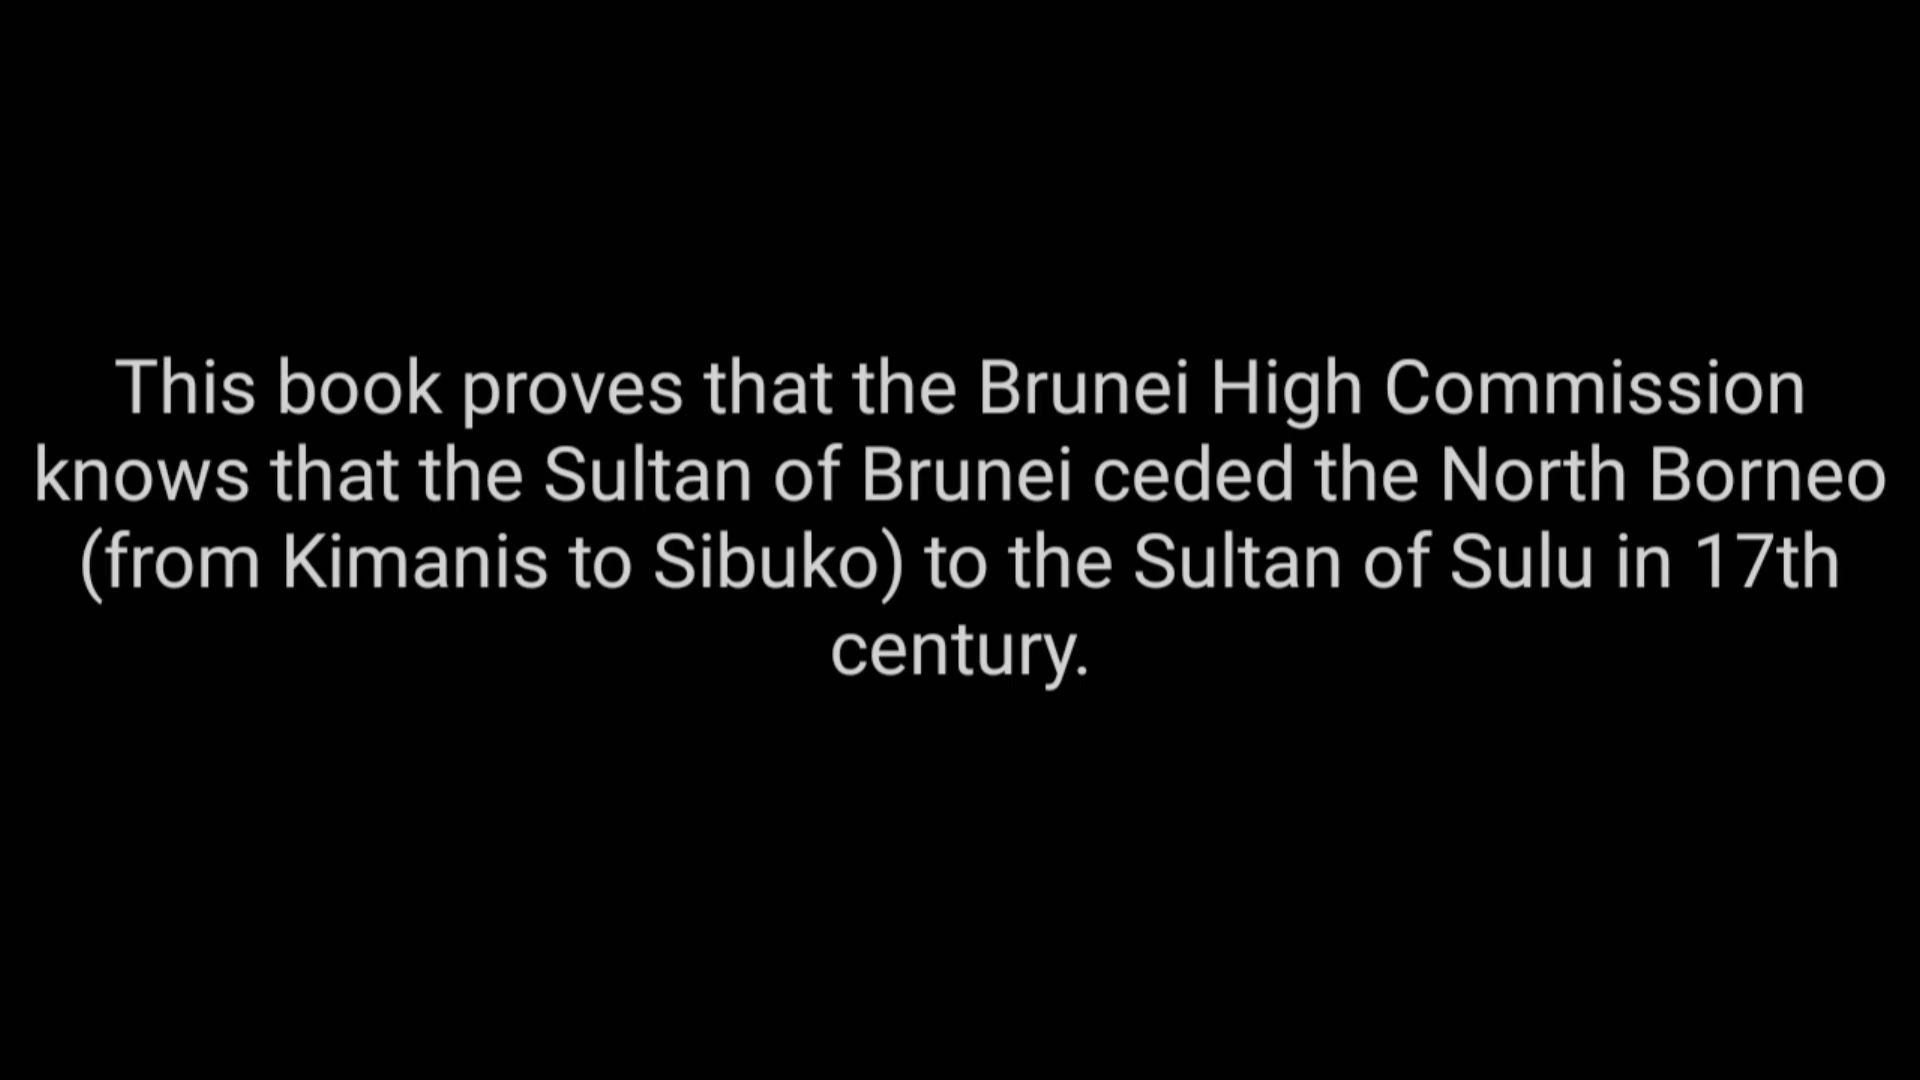 This book proves that the Brunei High Commission
knows that the Sultan of Brunei ceded the North Borneo
(from Kimanis to Sibuko) to the Sultan of Sulu in 17th
century.